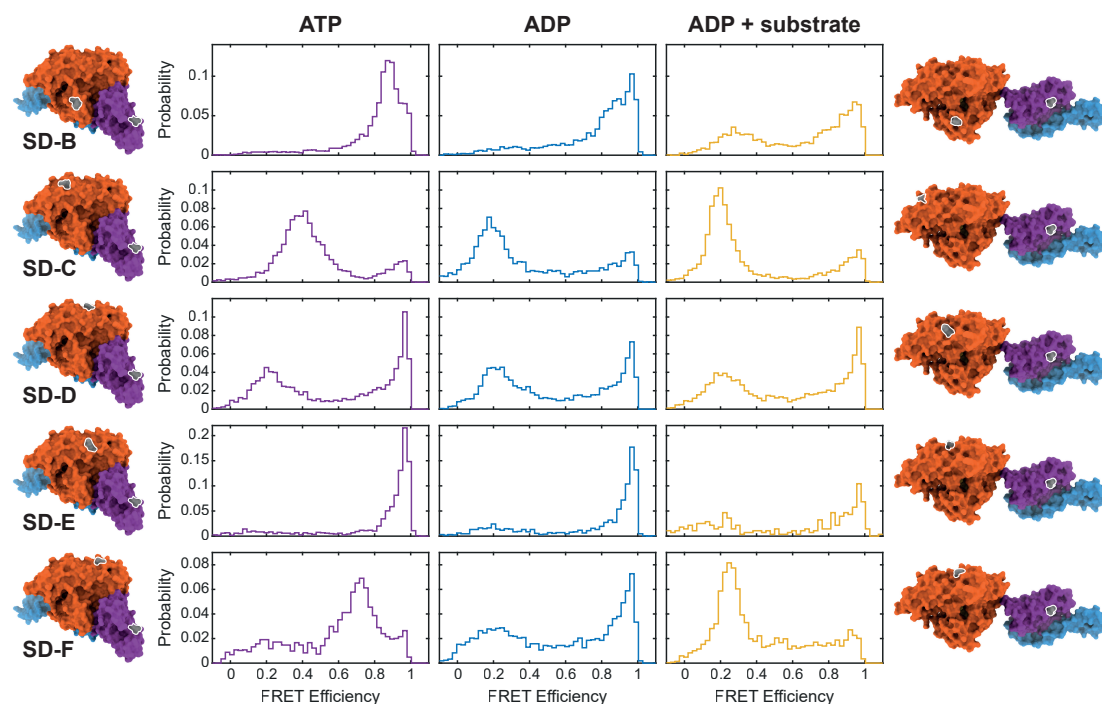 ATP ADP ADP + substrate
SD-B
Probability
0.1
0.05
0
SD-C
Probability
0.1
0.08
0.06
0.04
0.02
0
SD-D
Probability
0.1
0.08
0.06
0.04
0.02
0
SD-E
Probability
0.2
0.15
0.1
0.05
0
SD-F
Probability
0.08
0.06
0.04
0.02
0
0 0.2 0.4 0.6 0.8 1 0 0.2 0.4 0.6 0.8 1 0 0.2 0.4 0.6 0.8 1
FRET Efficiency FRET Efficiency FRET Efficiency